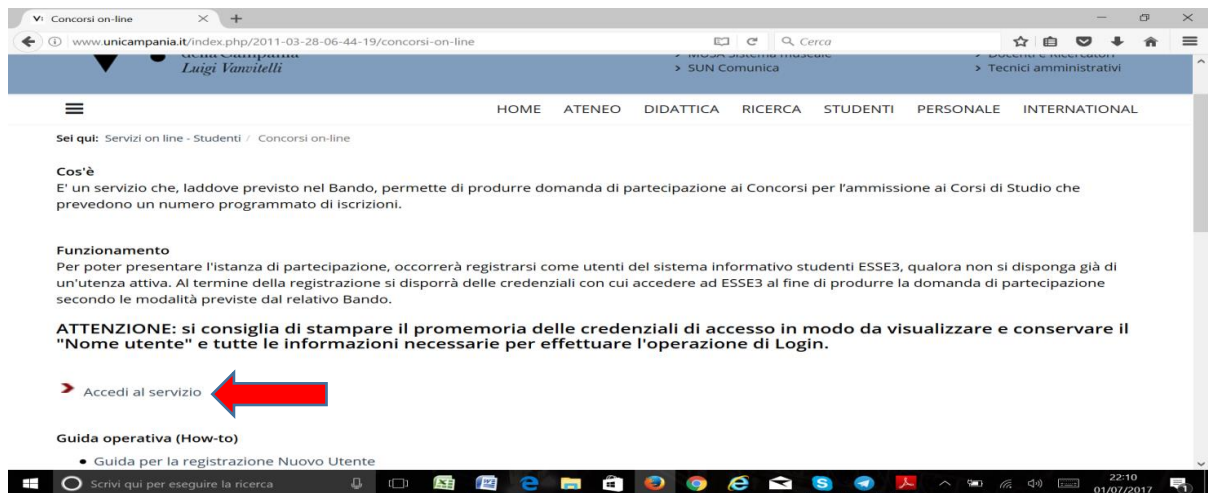 Concorsi on-line
www.unicampania.it/index.php/2011-03-28-06-44-19/concorsi-on-line
Cerca
della Campania
Luigi Vanvitelli
> MUSA Sistema museale
> SUN Comunica
> Docenti e Ricercatori
> Tecnici amministrativi
HOME ATENEO DIDATTICA RICERCA STUDENTI PERSONALE INTERNATIONAL
Sei qui: Servizi on line - Studenti / Concorsi on-line
Cos'è
E' un servizio che, laddove previsto nel Bando, permette di produrre domanda di partecipazione ai Concorsi per l'ammissione ai Corsi di Studio che
prevedono un numero programmato di iscrizioni.
Funzionamento
Per poter presentare l'istanza di partecipazione, occorrerà registrarsi come utenti del sistema informativo studenti ESSE3, qualora non si disponga già di
un'utenza attiva. Al termine della registrazione si disporrà delle credenziali con cui accedere ad ESSE3 al fine di produrre la domanda di partecipazione
secondo le modalità previste dal relativo Bando.
ATTENZIONE: si consiglia di stampare il promemoria delle credenziali di accesso in modo da visualizzare e conservare il
"Nome utente" e tutte le informazioni necessarie per effettuare l'operazione di Login.
Accedi al servizio
Guida operativa (How-to)
• Guida per la registrazione Nuovo Utente
Scrivi qui per eseguire la ricerca
22:10
01/07/2017